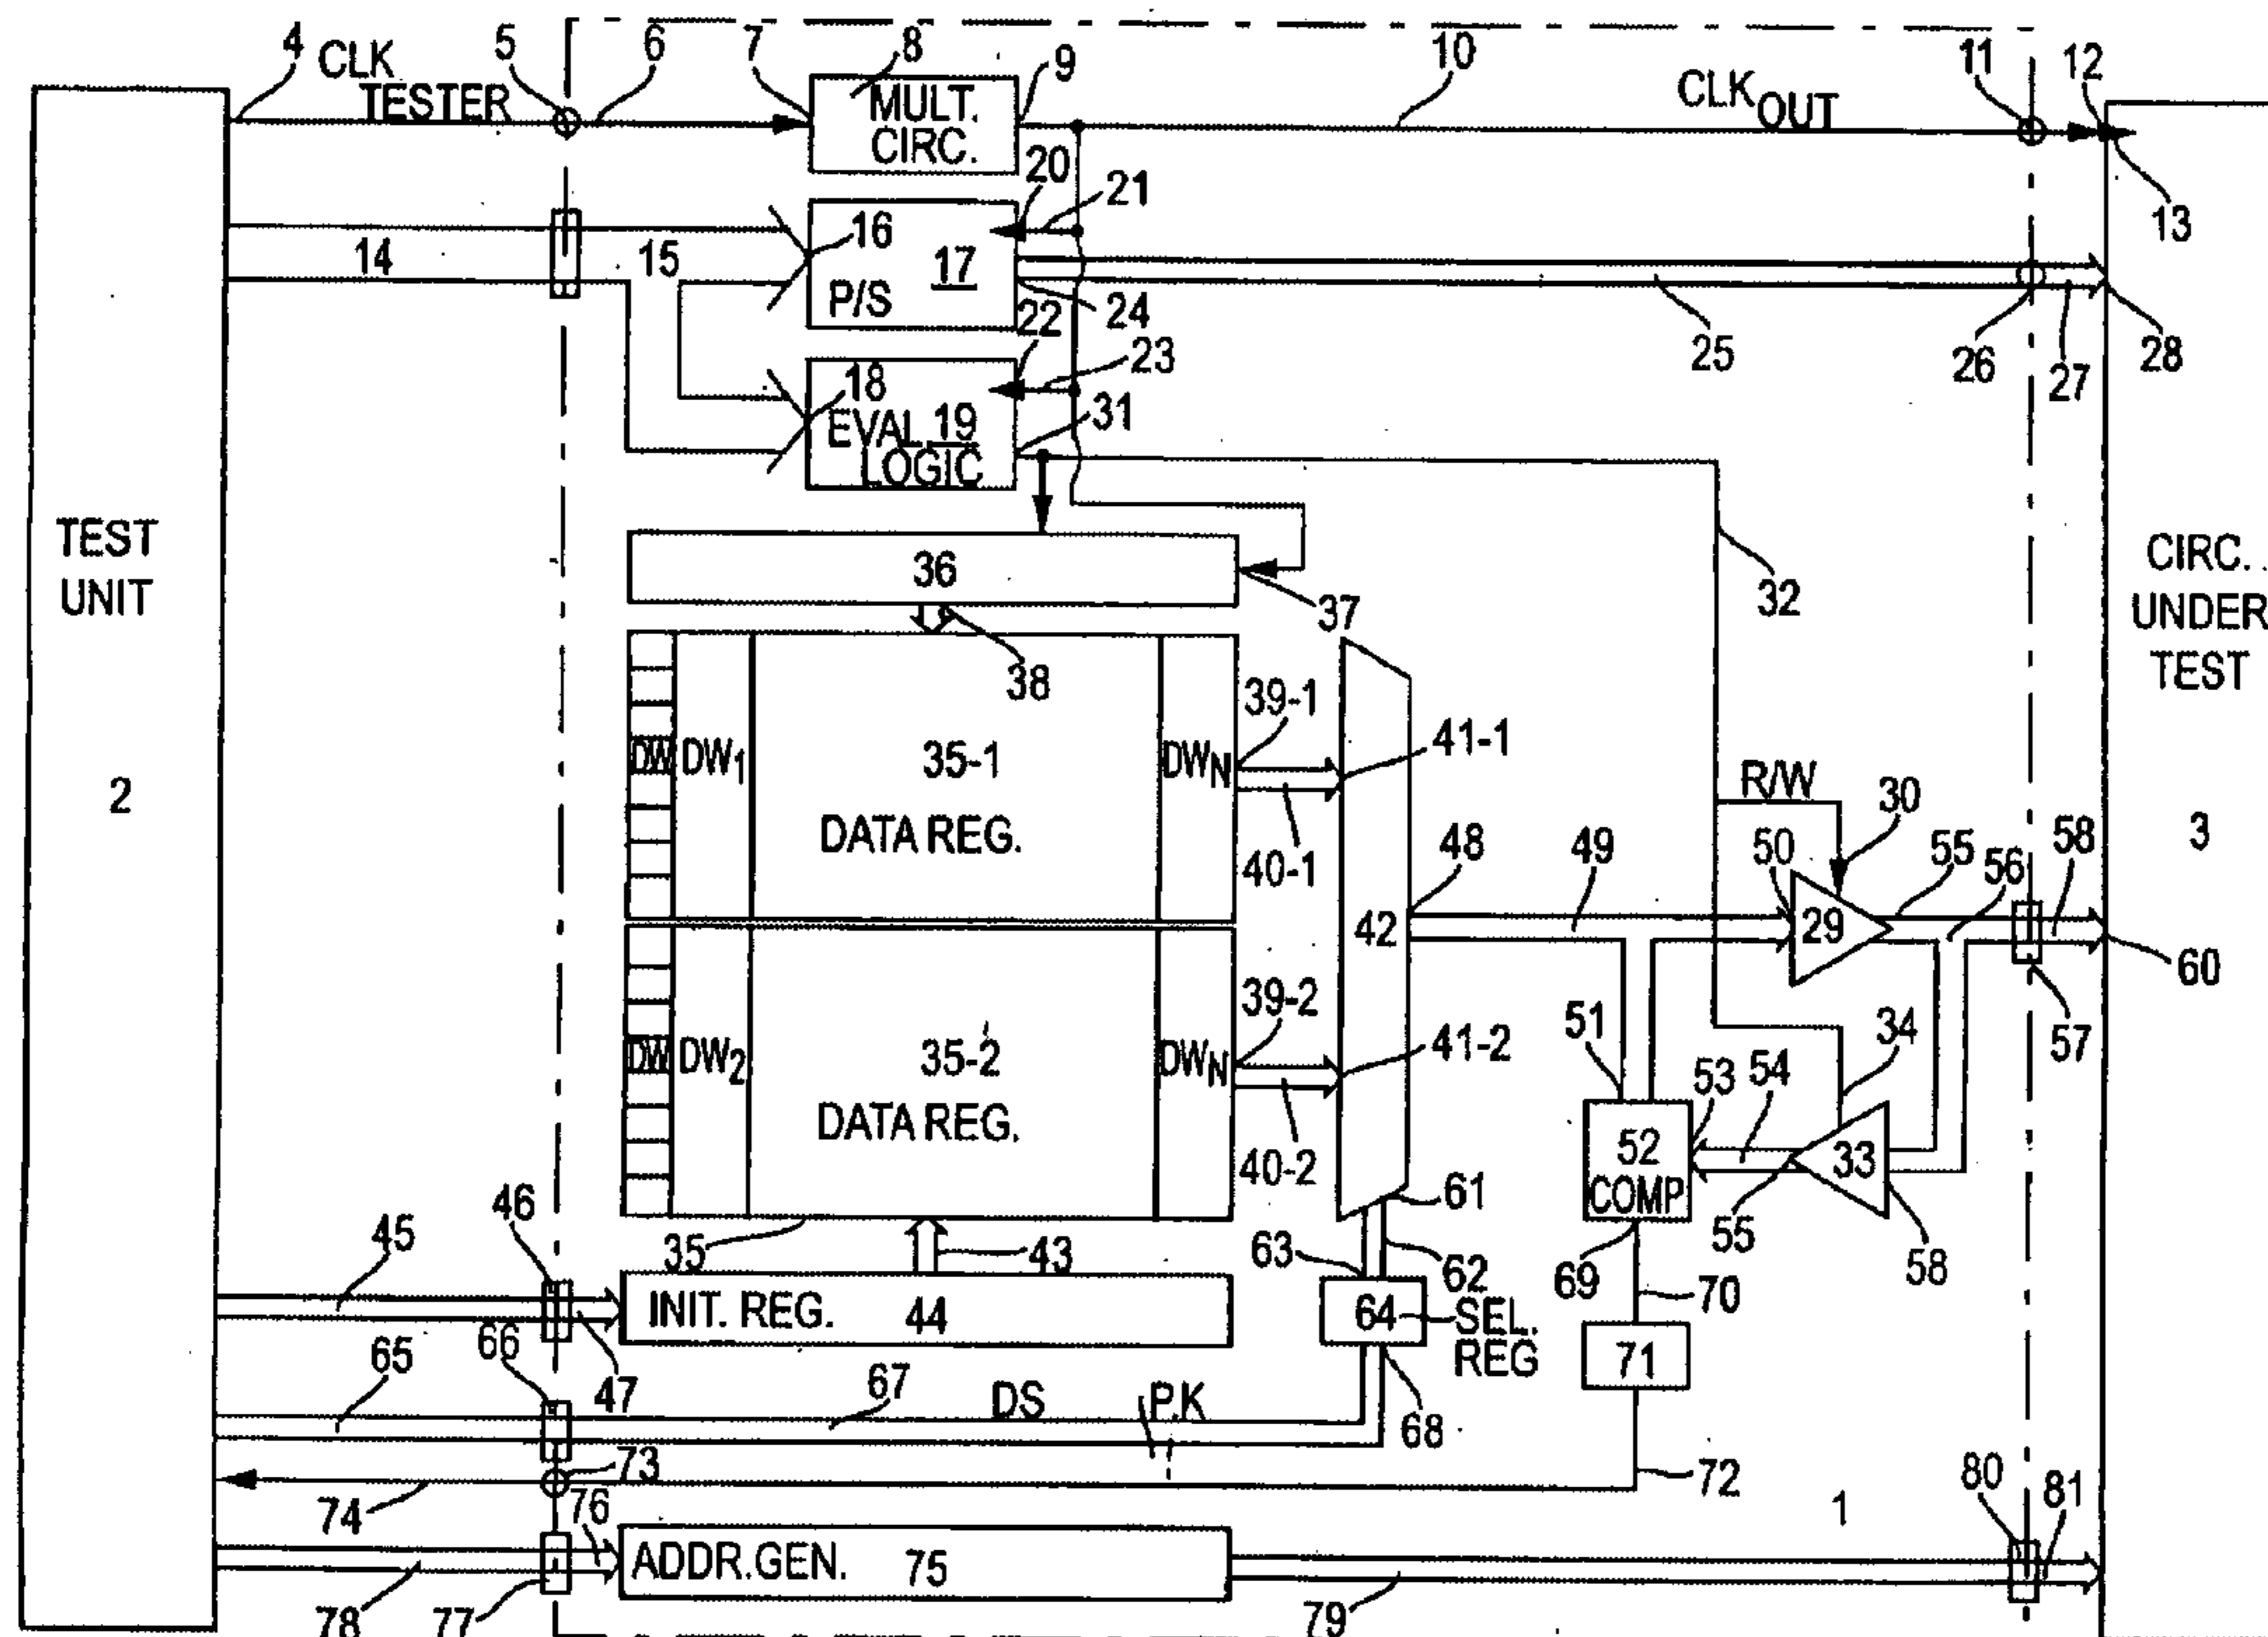 4 CLK TESTER 5 6 7 8 9 10 CLK OUT 11 12
MULT. CIRC.
13
20 21
14 15 16 17 P/S
24 22 25 26 27 28
23
18 EVAL. 19 LOGIC 31
TEST UNIT
2
36
37
32
CIRC. UNDER TEST
3
38
DW DW1 35-1 DWN 39-1 41-1
DATA REG.
40-1
R/W 30
48 49 50 29 55 56 58
42
60
57
DW DW2 35-2 DWN 39-2 41-2
DATA REG.
40-2
51 53 54 34
52 COMP
33
55 58
61
45 46 35 43 63 62 69 70
INIT. REG. 44
47
64 SEL. REG
71
65 66 67 DS P.K 68
73
74 76 72
1 80 81
ADDR.GEN. 75
78 77 79